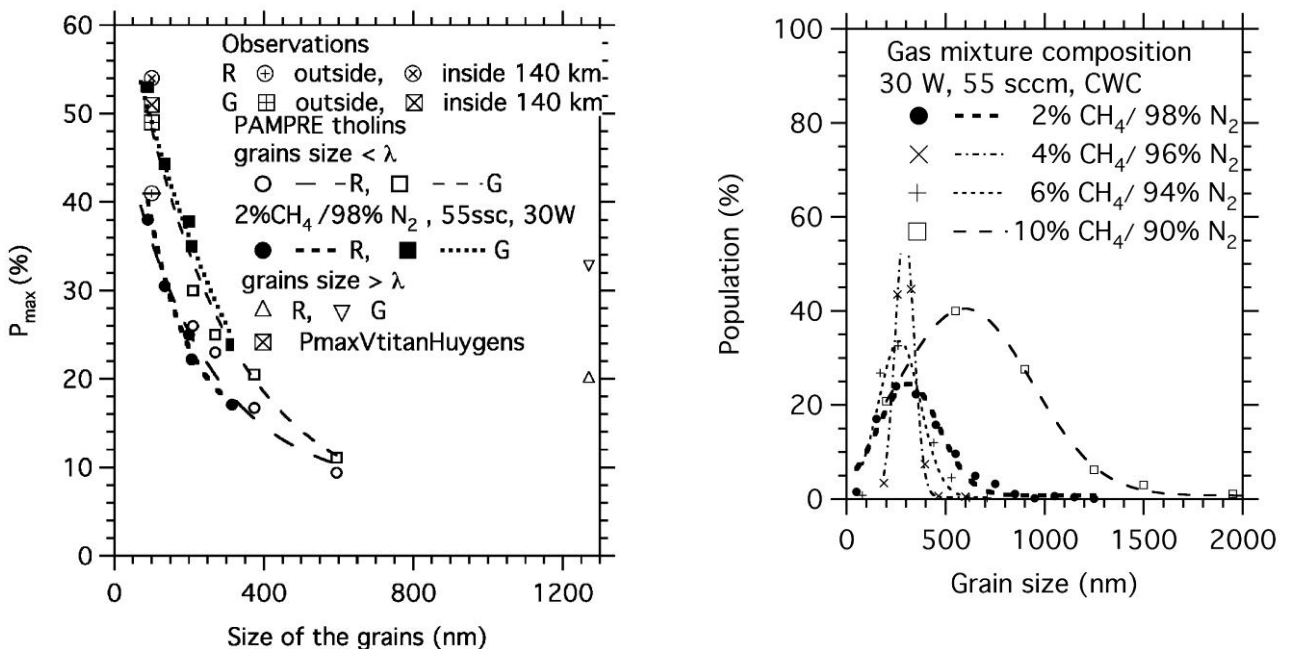 60
50
40
30
20
10
0
P_max (%)
Observations
R ⊕ outside, ⊗ inside 140 km
G ⊞ outside, ⊠ inside 140 km
PAMPRE tholins
grains size < λ
○ — –R, □ – – –G
2%CH₄ /98% N₂ , 55ssc, 30W
● ---- R, ■ ······ G
grains size > λ
△ R, ▽ G
⊠ PmaxVtitanHuygens
0 400 800 1200
Size of the grains (nm)
100
80
60
40
20
0
Population (%)
Gas mixture composition
30 W, 55 sccm, CWC
● ---- 2% CH₄/ 98% N₂
× –·–·– 4% CH₄/ 96% N₂
+ ------ 6% CH₄/ 94% N₂
□ — — 10% CH₄/ 90% N₂
0 500 1000 1500 2000
Grain size (nm)